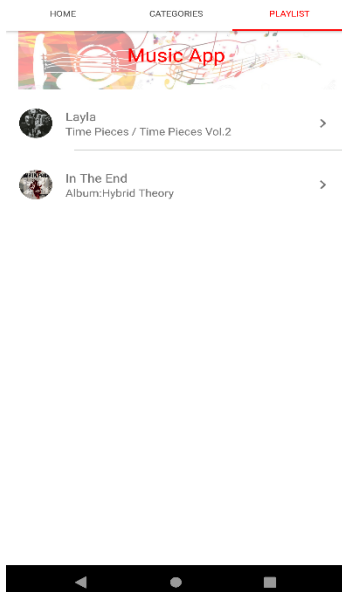 HOME CATEGORIES PLAYLIST
Music App
Layla
Time Pieces / Time Pieces Vol.2
In The End
Album:Hybrid Theory